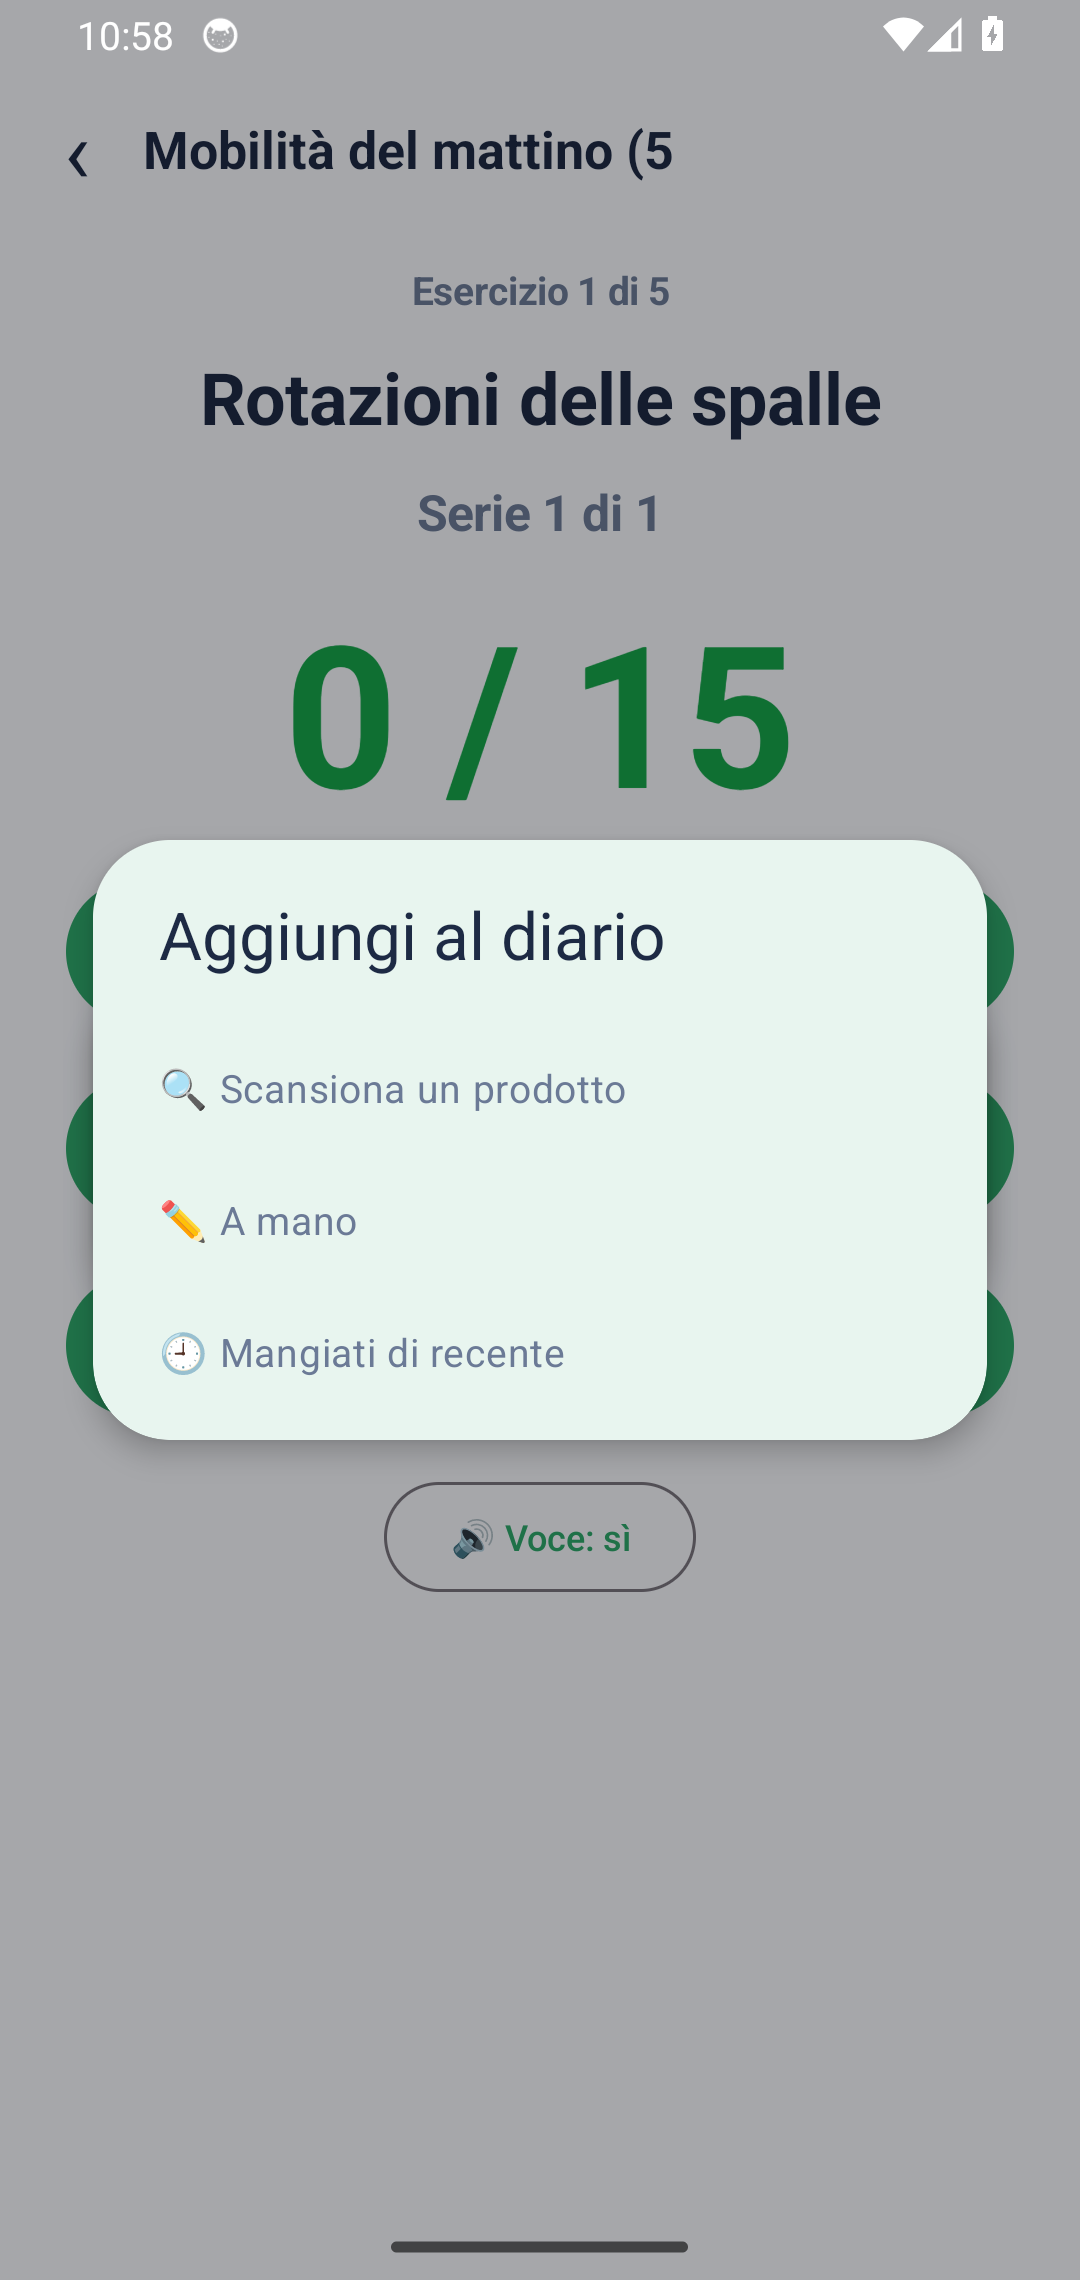 10:58
‹ Mobilità del mattino (5
Esercizio 1 di 5
Rotazioni delle spalle
Serie 1 di 1
0 / 15
Aggiungi al diario
🔍 Scansiona un prodotto
✏️ A mano
🕘 Mangiati di recente
🔊 Voce: sì